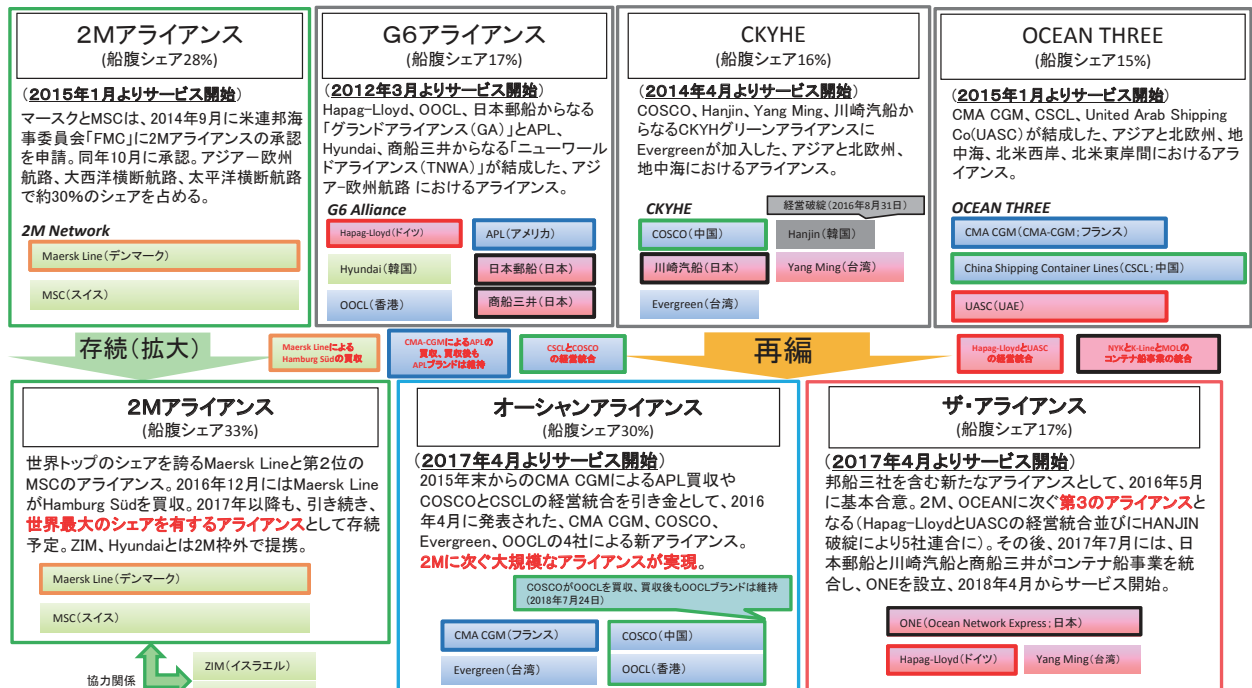 2Mアライアンス
(船腹シェア28%)
（2015年1月よりサービス開始）
マースクとMSCは、2014年9月に米連邦海
事委員会「FMC」に2Mアライアンスの承認
を申請。同年10月に承認。アジアー欧州
航路、大西洋横断航路、太平洋横断航路
で約30%のシェアを占める。
2M Network
Maersk Line（デンマーク）
MSC（スイス）
G6アライアンス
(船腹シェア17%)
（2012年3月よりサービス開始）
Hapag-Lloyd、OOCL、日本郵船からなる
「グランドアライアンス（GA）」とAPL、
Hyundai、商船三井からなる「ニューワー
ルドアライアンス（TNWA）」が結成した、アジ
ア-欧州航路 におけるアライアンス。
G6 Alliance
Hapag-Lloyd（ドイツ）
APL（アメリカ）
Hyundai（韓国）
日本郵船（日本）
OOCL（香港）
商船三井（日本）
CKYHE
(船腹シェア16%)
（2014年4月よりサービス開始）
COSCO、Hanjin、Yang Ming、川崎汽船か
らなるCKYHグリーンアライアンスに
Evergreenが加入した、アジアと北欧州、
地中海におけるアライアンス。
経営破綻（2016年8月31日）
CKYHE
COSCO（中国）
Hanjin（韓国）
川崎汽船（日本）
Yang Ming（台湾）
Evergreen（台湾）
OCEAN THREE
(船腹シェア15%)
（2015年1月よりサービス開始）
CMA CGM、CSCL、United Arab Shipping
Co(UASC)が結成した、アジアと北欧州、地
中海、北米西岸、北米東岸間におけるアラ
イアンス。
OCEAN THREE
CMA CGM（CMA-CGM；フランス）
China Shipping Container Lines（CSCL；中国）
UASC（UAE）
存続（拡大）
Maersk Lineによる
Hamburg Südの買収
CMA-CGMによるAPLの
買収、買収後も
APLブランドは維持
CSCLとCOSCO
の経営統合
再編
Hapag-LloydとUASC
の経営統合
NYKとK-LineとMOLの
コンテナ船事業の統合
2Mアライアンス
(船腹シェア33%)
世界トップのシェアを誇るMaersk Lineと第2位の
MSCのアライアンス。2016年12月にはMaersk Line
がHamburg Südを買収。2017年以降も、引き続き、
世界最大のシェアを有するアライアンスとして存続
予定。ZIM、Hyundaiとは2M枠外で提携。
Maersk Line（デンマーク）
MSC（スイス）
協力関係
ZIM（イスラエル）
オーシャンアライアンス
(船腹シェア30%)
（2017年4月よりサービス開始）
2015年末からのCMA CGMによるAPL買収や
COSCOとCSCLの経営統合を引き金として、2016
年4月に発表された、CMA CGM、COSCO、
Evergreen、OOCLの4社による新アライアンス。
2Mに次ぐ大規模なアライアンスが実現。
COSCOがOOCLを買収、買収後もOOCLブランドは維持
（2018年7月24日）
CMA CGM（フランス）
COSCO（中国）
Evergreen（台湾）
OOCL（香港）
ザ・アライアンス
(船腹シェア17%)
（2017年4月よりサービス開始）
邦船三社を含む新たなアライアンスとして、2016年5月
に基本合意。2M、OCEANに次ぐ第3のアライアンスと
なる（Hapag-LloydとUASCの経営統合並びにHANJIN
破綻により5社連合に）。その後、2017年7月には、日
本郵船と川崎汽船と商船三井がコンテナ船事業を統
合し、ONEを設立、2018年4月からサービス開始。
ONE（Ocean Network Express；日本）
Hapag-Lloyd（ドイツ）
Yang Ming（台湾）